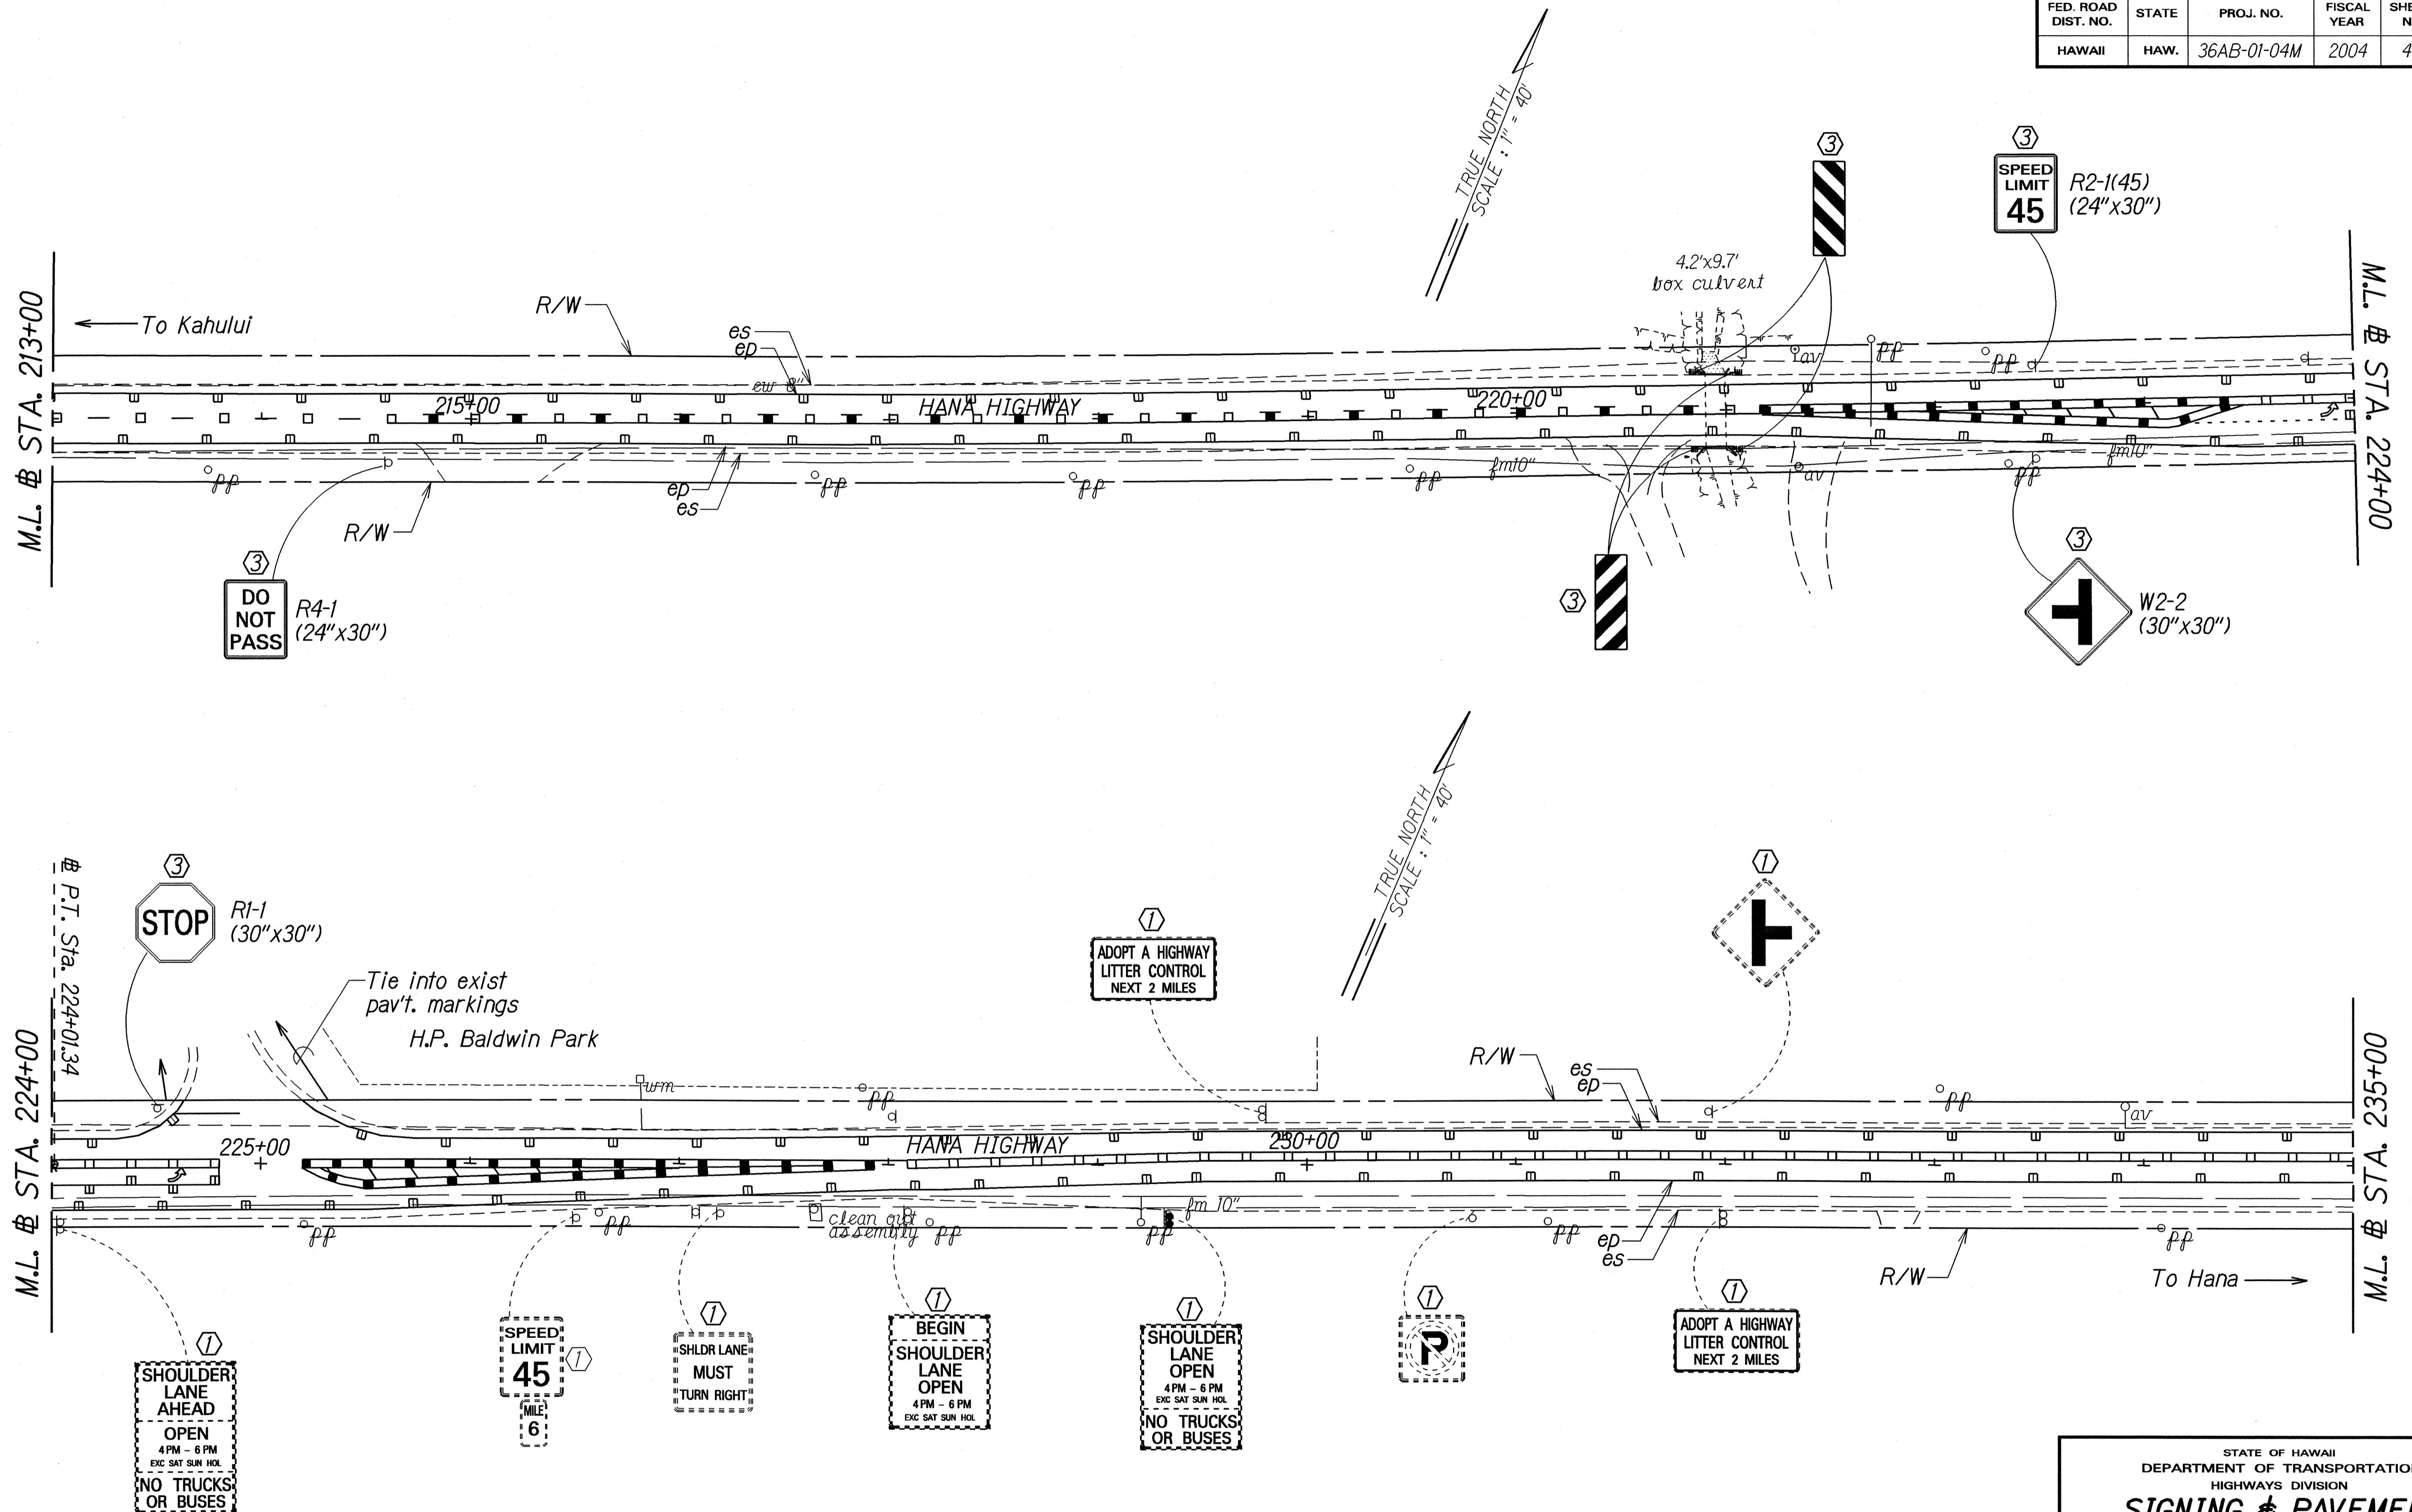 FED. ROAD DIST. NO.
STATE
PROJ. NO.
FISCAL YEAR
HAWAII
HAW.
36AB-01-04M
2004
TRUE NORTH
SCALE : 1" = 40'
3
3
SPEED
LIMIT
45
R2-1(45)
(24"x30")
4.2'x9.7'
box culvert
M.L. ℄ STA. 213+00
To Kahului
R/W
es
ep
ew 8"
215+00
HANA HIGHWAY
220+00
av
pp
pp
M.L. ℄ STA. 224+00
pp
pp
pp
pp
fm10"
av
pp
fm10"
ep
es
R/W
3
DO
NOT
PASS
R4-1
(24"x30")
3
3
W2-2
(30"x30")
TRUE NORTH
SCALE : 1" = 40'
℄ P.T. Sta. 224+01.34
3
STOP
R1-1
(30"x30")
Tie into exist
pav't. markings
H.P. Baldwin Park
1
ADOPT A HIGHWAY
LITTER CONTROL
NEXT 2 MILES
1
R/W
es
ep
M.L. ℄ STA. 224+00
wm
pp
pp
av
225+00
HANA HIGHWAY
230+00
M.L. ℄ STA. 235+00
pp
pp
clean out
assembly
pp
pp
fm 10"
pp
pp
ep
es
R/W
To Hana
1
SHOULDER
LANE
AHEAD
OPEN
4 PM – 6 PM
EXC SAT SUN HOL
NO TRUCKS
OR BUSES
SPEED
LIMIT
45
1
MILE
6
1
SHLDR LANE
MUST
TURN RIGHT
1
BEGIN
SHOULDER
LANE
OPEN
4 PM – 6 PM
EXC SAT SUN HOL
1
SHOULDER
LANE
OPEN
4 PM – 6 PM
EXC SAT SUN HOL
NO TRUCKS
OR BUSES
1
P
1
ADOPT A HIGHWAY
LITTER CONTROL
NEXT 2 MILES
STATE OF HAWAII
DEPARTMENT OF TRANSPORTATIO
HIGHWAYS DIVISION
SIGNING & PAVEME